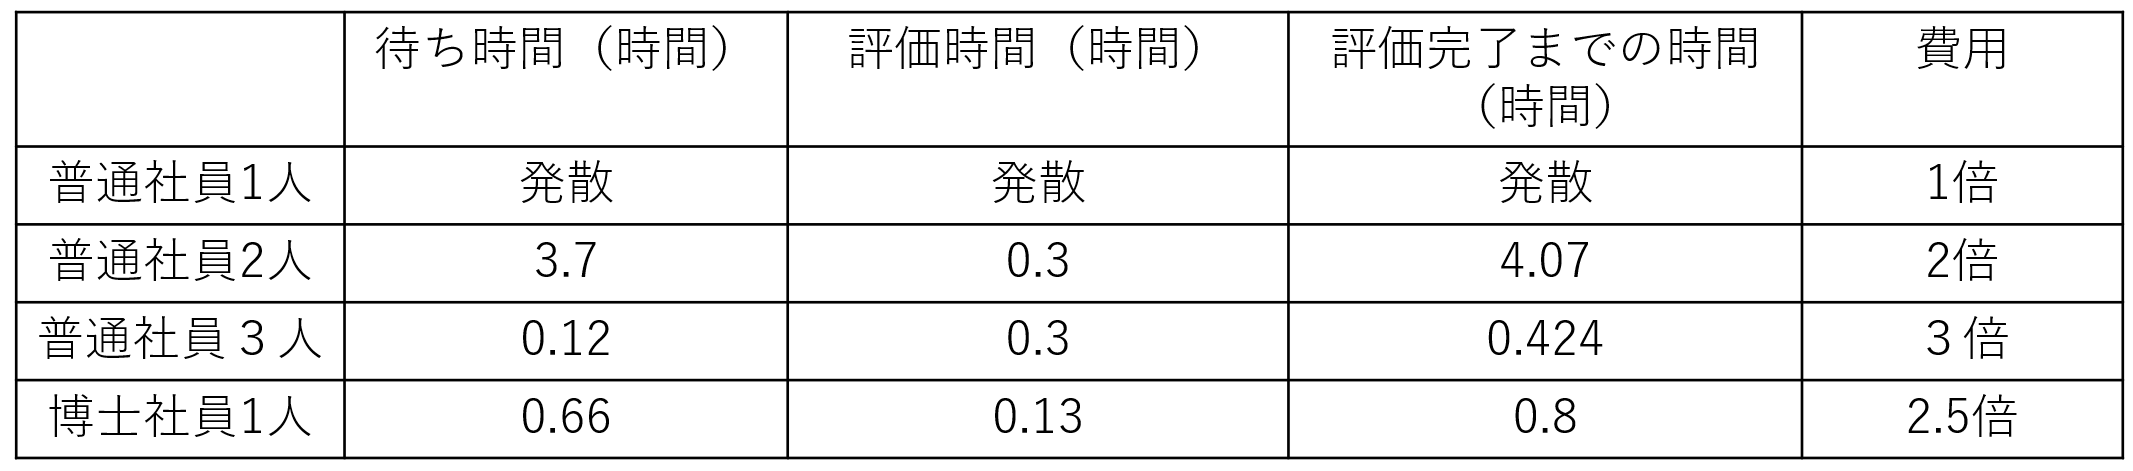 待ち時間（時間） 評価時間（時間） 評価完了までの時間 費用
（時間）
普通社員1人 発散 発散 発散 1倍
普通社員2人 3.7 0.3 4.07 2倍
普通社員３人 0.12 0.3 0.424 ３倍
博士社員1人 0.66 0.13 0.8 2.5倍